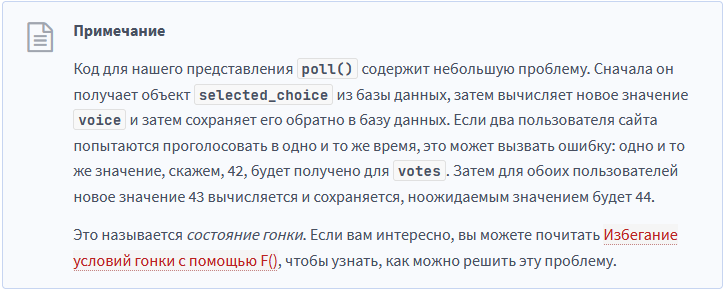 Примечание
Код для нашего представления poll() содержит небольшую проблему. Сначала он
получает объект selected_choice из базы данных, затем вычисляет новое значение
voice и затем сохраняет его обратно в базу данных. Если два пользователя сайта
попытаются проголосовать в одно и то же время, это может вызвать ошибку: одно и то
же значение, скажем, 42, будет получено для votes. Затем для обоих пользователей
новое значение 43 вычисляется и сохраняется, ноожидаемым значением будет 44.
Это называется состояние гонки. Если вам интересно, вы можете почитать Избегание
условий гонки с помощью F(), чтобы узнать, как можно решить эту проблему.